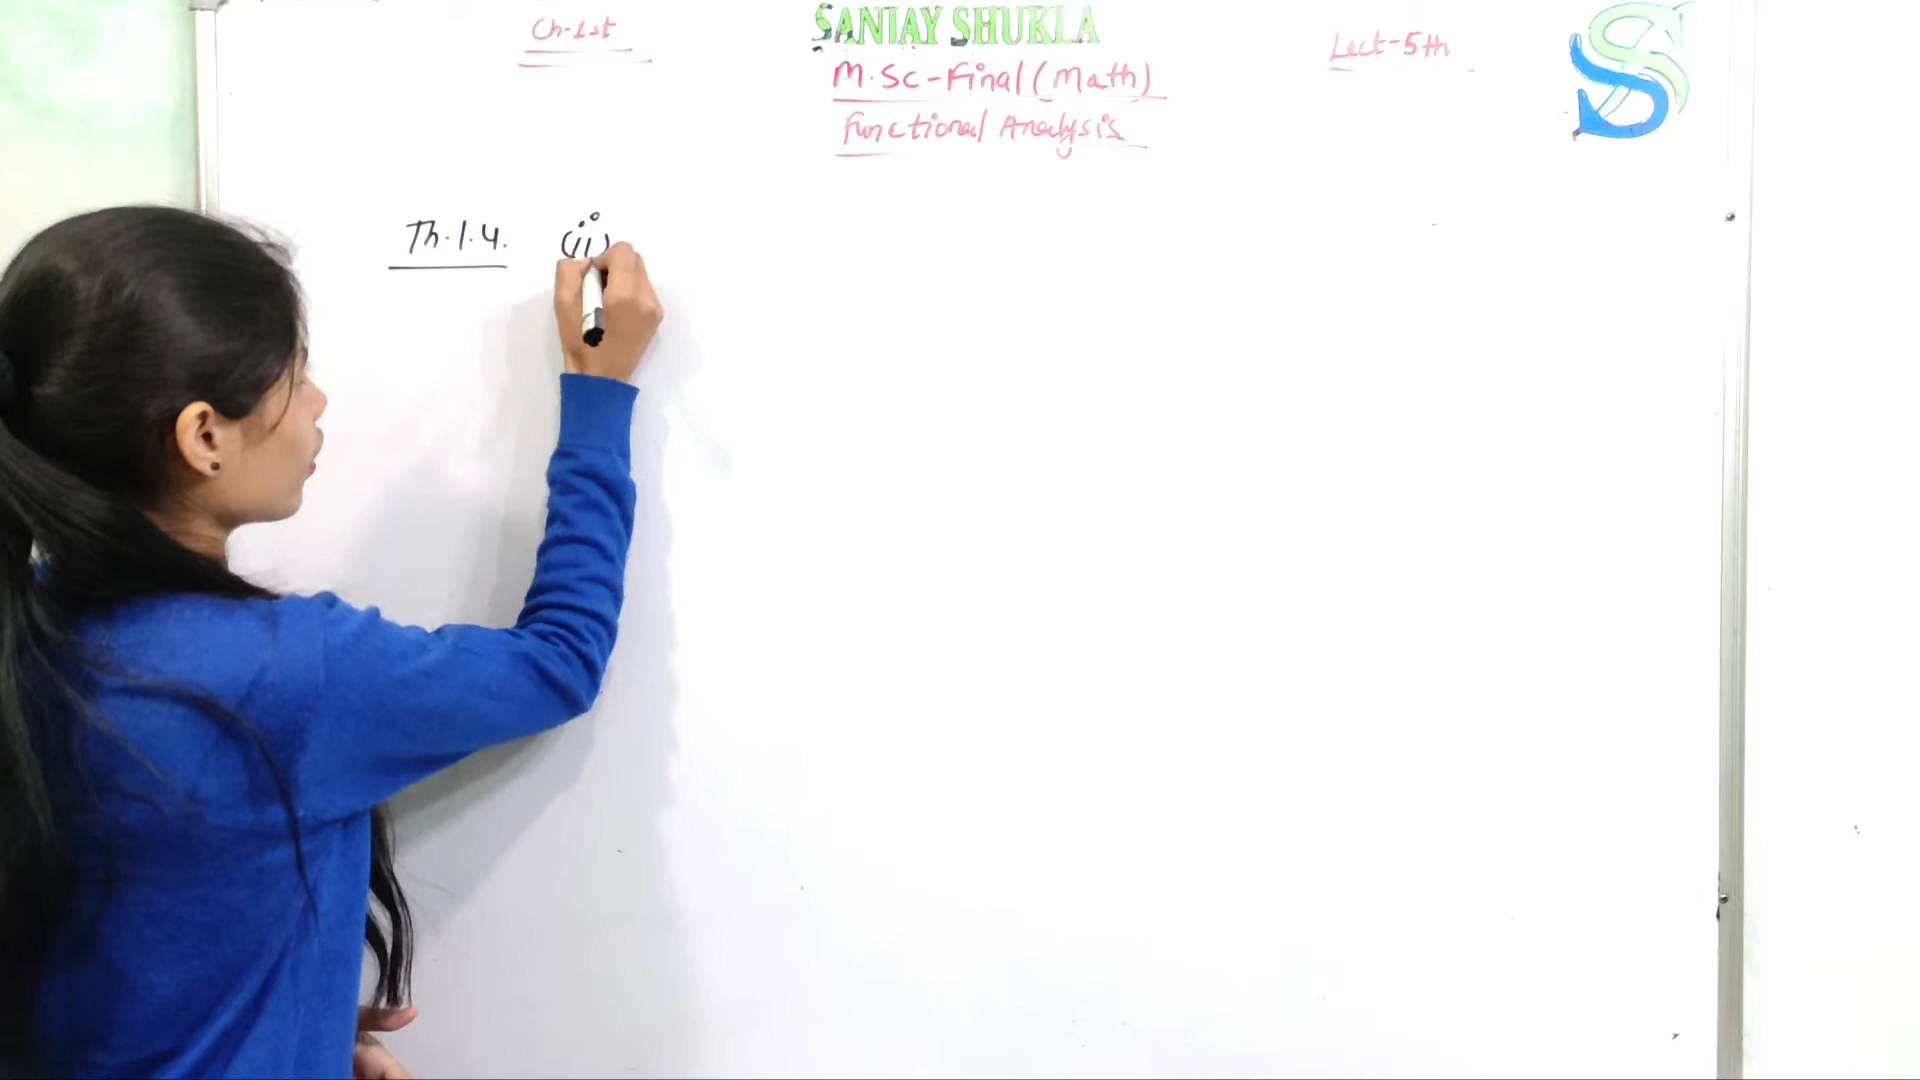 Ch-1st
SANJAY SHUKLA
Lect-5th
M.Sc-Final (Math)
Functional Analysis
Th.1.4. (ii)